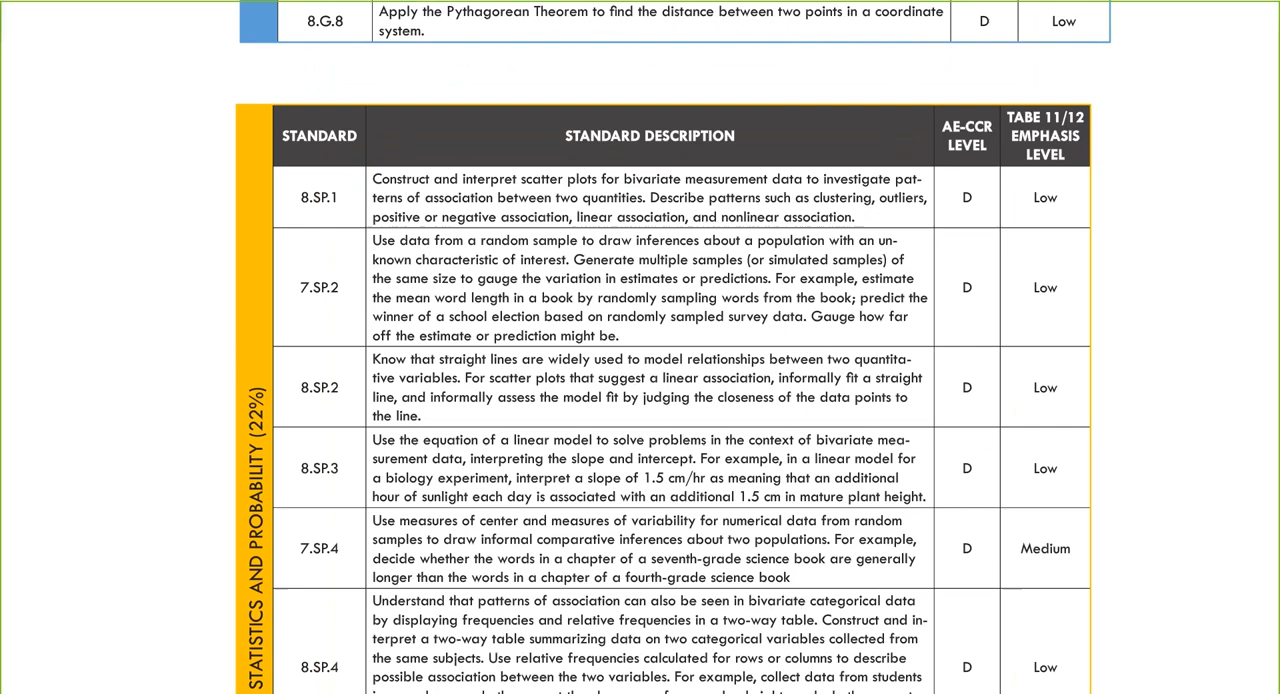 8.G.8
Apply the Pythagorean Theorem to find the distance between two points in a coordinate
system.
D
Low
STANDARD
STANDARD DESCRIPTION
AE-CCR
LEVEL
TABE 11/12
EMPHASIS
LEVEL
STATISTICS AND PROBABILITY (22%)
8.SP.1
Construct and interpret scatter plots for bivariate measurement data to investigate pat-
terns of association between two quantities. Describe patterns such as clustering, outliers,
positive or negative association, linear association, and nonlinear association.
D
Low
7.SP.2
Use data from a random sample to draw inferences about a population with an un-
known characteristic of interest. Generate multiple samples (or simulated samples) of
the same size to gauge the variation in estimates or predictions. For example, estimate
the mean word length in a book by randomly sampling words from the book; predict the
winner of a school election based on randomly sampled survey data. Gauge how far
off the estimate or prediction might be.
D
Low
8.SP.2
Know that straight lines are widely used to model relationships between two quantita-
tive variables. For scatter plots that suggest a linear association, informally fit a straight
line, and informally assess the model fit by judging the closeness of the data points to
the line.
D
Low
8.SP.3
Use the equation of a linear model to solve problems in the context of bivariate mea-
surement data, interpreting the slope and intercept. For example, in a linear model for
a biology experiment, interpret a slope of 1.5 cm/hr as meaning that an additional
hour of sunlight each day is associated with an additional 1.5 cm in mature plant height.
D
Low
7.SP.4
Use measures of center and measures of variability for numerical data from random
samples to draw informal comparative inferences about two populations. For example,
decide whether the words in a chapter of a seventh-grade science book are generally
longer than the words in a chapter of a fourth-grade science book
D
Medium
8.SP.4
Understand that patterns of association can also be seen in bivariate categorical data
by displaying frequencies and relative frequencies in a two-way table. Construct and in-
terpret a two-way table summarizing data on two categorical variables collected from
the same subjects. Use relative frequencies calculated for rows or columns to describe
possible association between the two variables. For example, collect data from students
D
Low